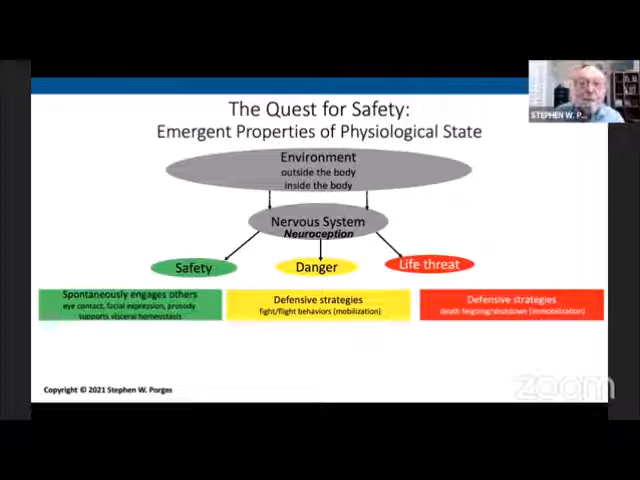 STEPHEN W. P...
The Quest for Safety:
Emergent Properties of Physiological State
Environment
outside the body
inside the body
Nervous System
Neuroception
Safety
Danger
Life threat
Spontaneously engages others
eye contact, facial expression, prosody
supports visceral homeostasis
Defensive strategies
fight/flight behaviors (mobilization)
Defensive strategies
death feigning/shutdown (immobilization)
Copyright © 2021 Stephen W. Porges
zoom